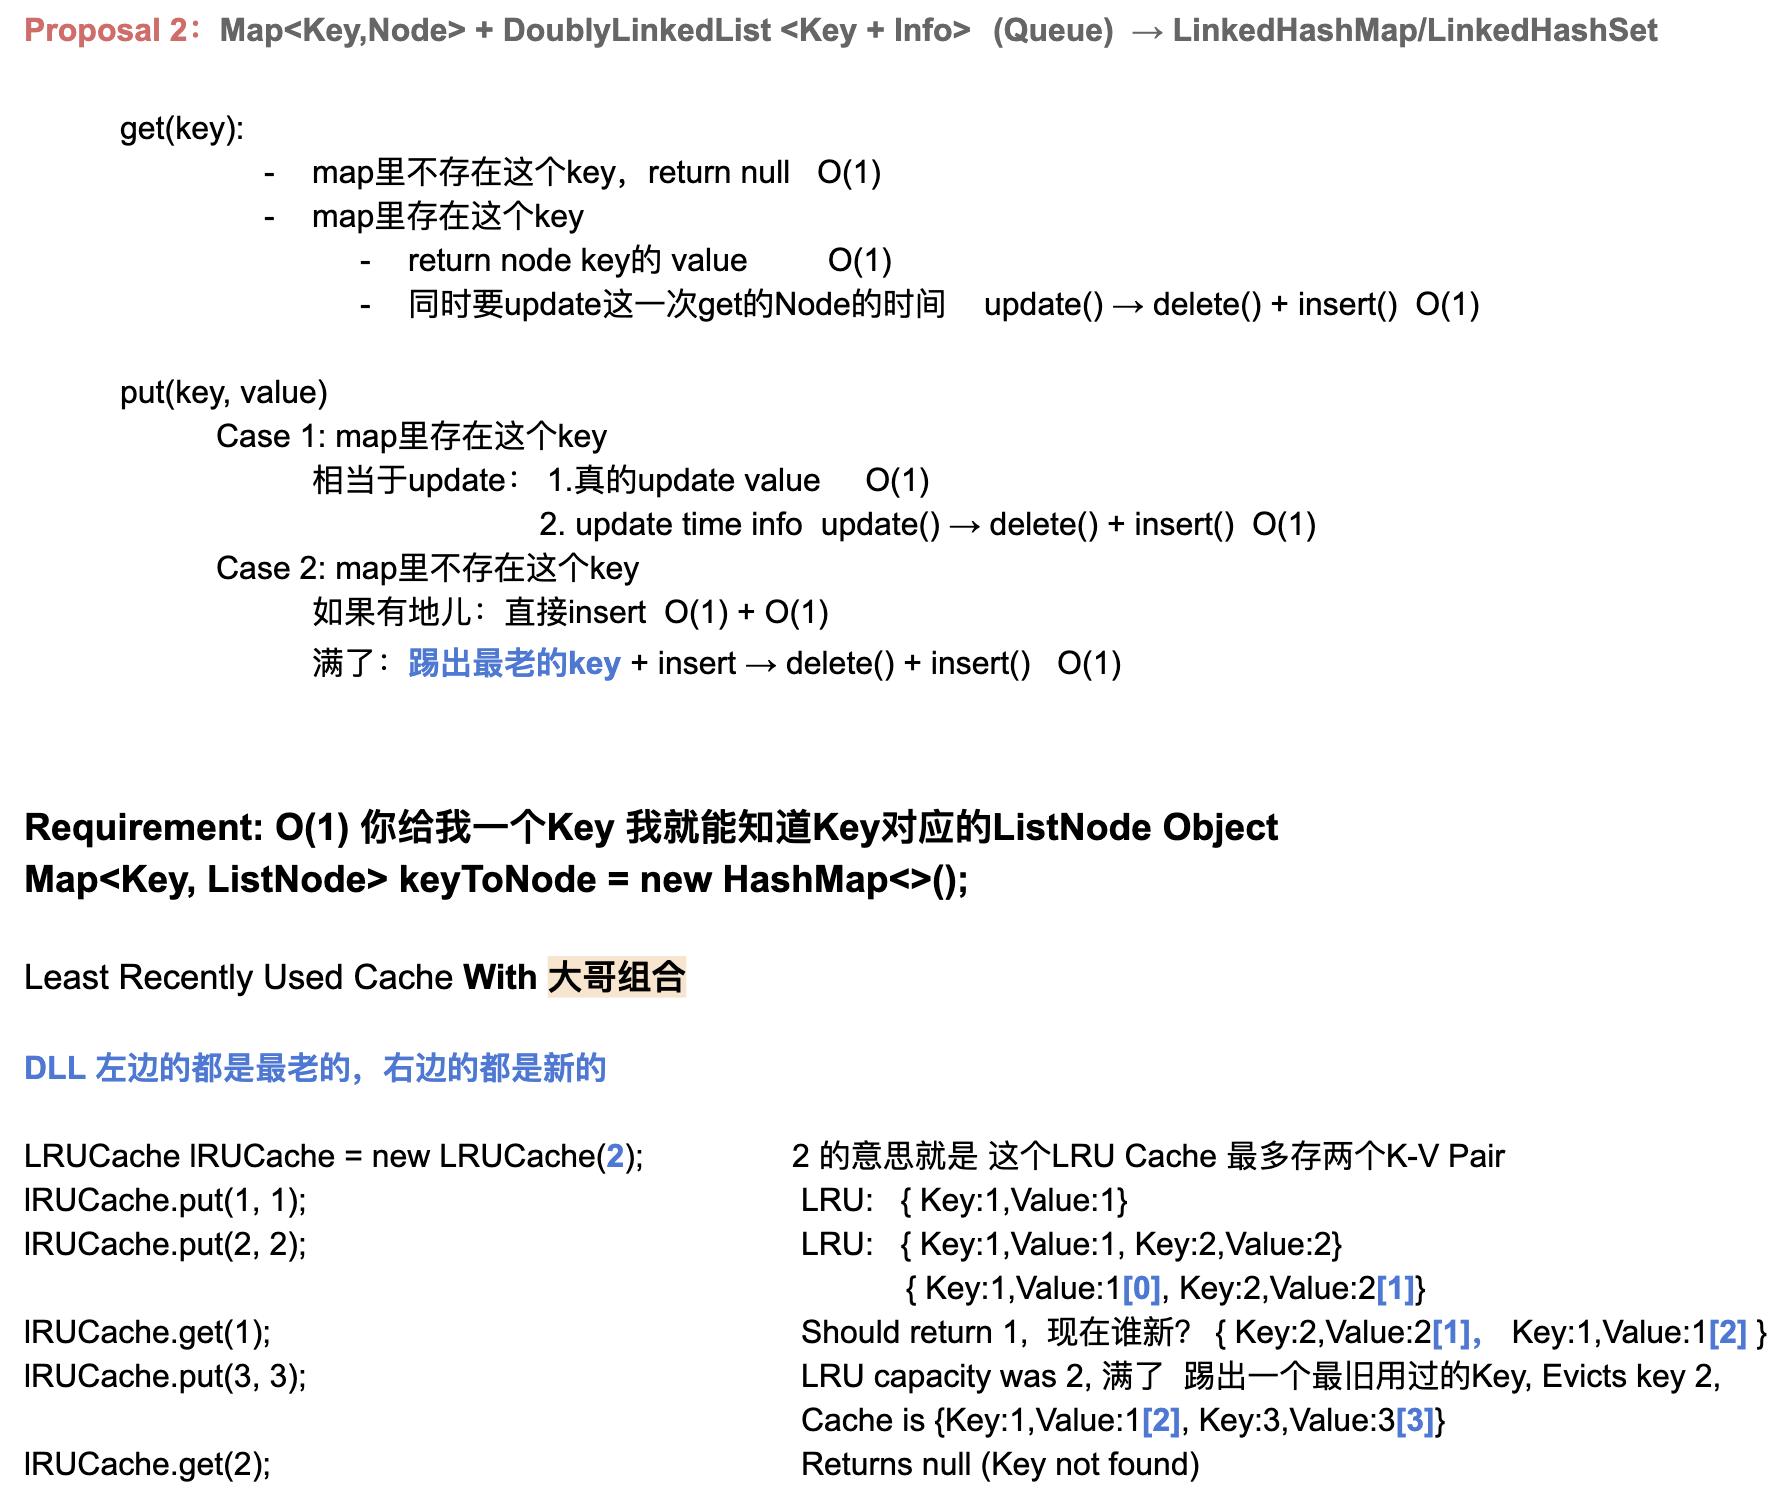 Proposal 2：Map<Key,Node> + DoublyLinkedList <Key + Info> (Queue) → LinkedHashMap/LinkedHashSet
get(key):
- map里不存在这个key，return null O(1)
- map里存在这个key
- return node key的 value O(1)
- 同时要update这一次get的Node的时间 update() → delete() + insert() O(1)
put(key, value)
Case 1: map里存在这个key
相当于update： 1.真的update value O(1)
2. update time info update() → delete() + insert() O(1)
Case 2: map里不存在这个key
如果有地儿：直接insert O(1) + O(1)
满了：踢出最老的key + insert → delete() + insert() O(1)
Requirement: O(1) 你给我一个Key 我就能知道Key对应的ListNode Object
Map<Key, ListNode> keyToNode = new HashMap<>();
Least Recently Used Cache With 大哥组合
DLL 左边的都是最老的，右边的都是新的
LRUCache lRUCache = new LRUCache(2); 2 的意思就是 这个LRU Cache 最多存两个K-V Pair
lRUCache.put(1, 1); LRU: { Key:1,Value:1}
lRUCache.put(2, 2); LRU: { Key:1,Value:1, Key:2,Value:2}
{ Key:1,Value:1[0], Key:2,Value:2[1]}
lRUCache.get(1); Should return 1, 现在谁新？ { Key:2,Value:2[1]， Key:1,Value:1[2] }
lRUCache.put(3, 3); LRU capacity was 2, 满了 踢出一个最旧用过的Key, Evicts key 2,
Cache is {Key:1,Value:1[2], Key:3,Value:3[3]}
lRUCache.get(2); Returns null (Key not found)